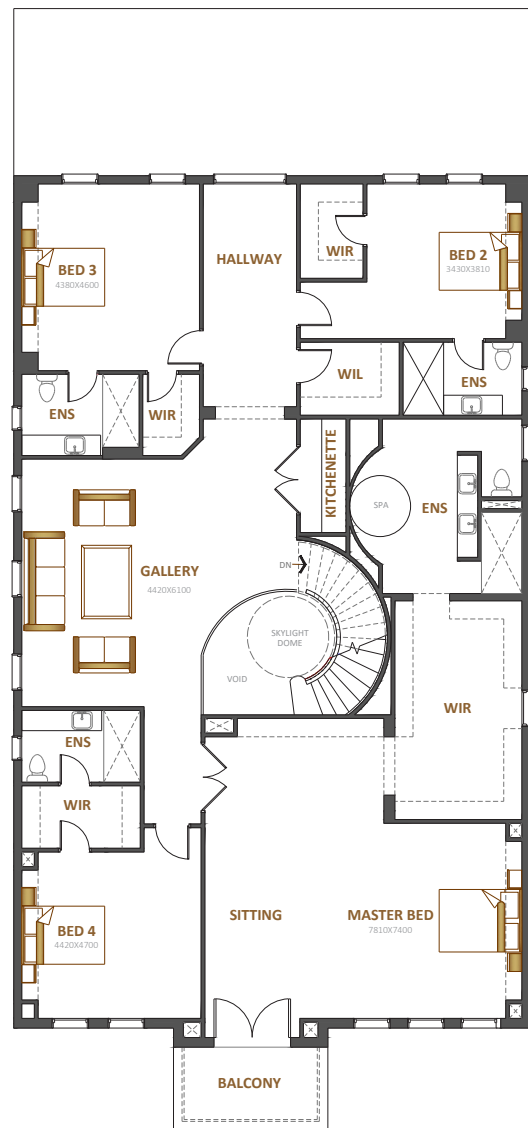 HALLWAY
WIR
BED 2
3430X3810
BED 3
4380X4600
WIL
ENS
ENS
WIR
KITCHENETTE
SPA
ENS
DN
GALLERY
4420X6100
SKYLIGHT
DOME
VOID
WIR
ENS
WIR
SITTING
MASTER BED
7810X7400
BED 4
4420X4700
BALCONY